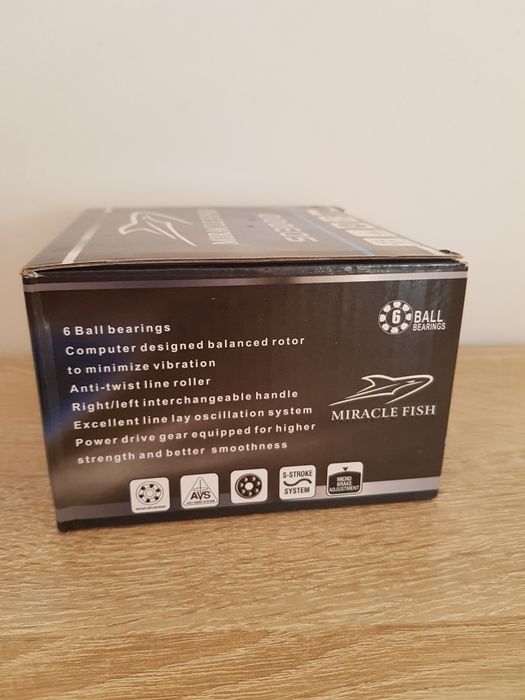 MIRACLE FISH
6 Ball bearings
Computer designed balanced rotor
to minimize vibration
Anti-twist line roller
Right/left interchangeable handle
Excellent line lay oscillation system
Power drive gear equipped for higher
strength and better smoothness
6 BALL
BEARINGS
MIRACLE FISH
AVS
S-STROKE
SYSTEM
MICRO
BRAKE
ADJUSTMENT